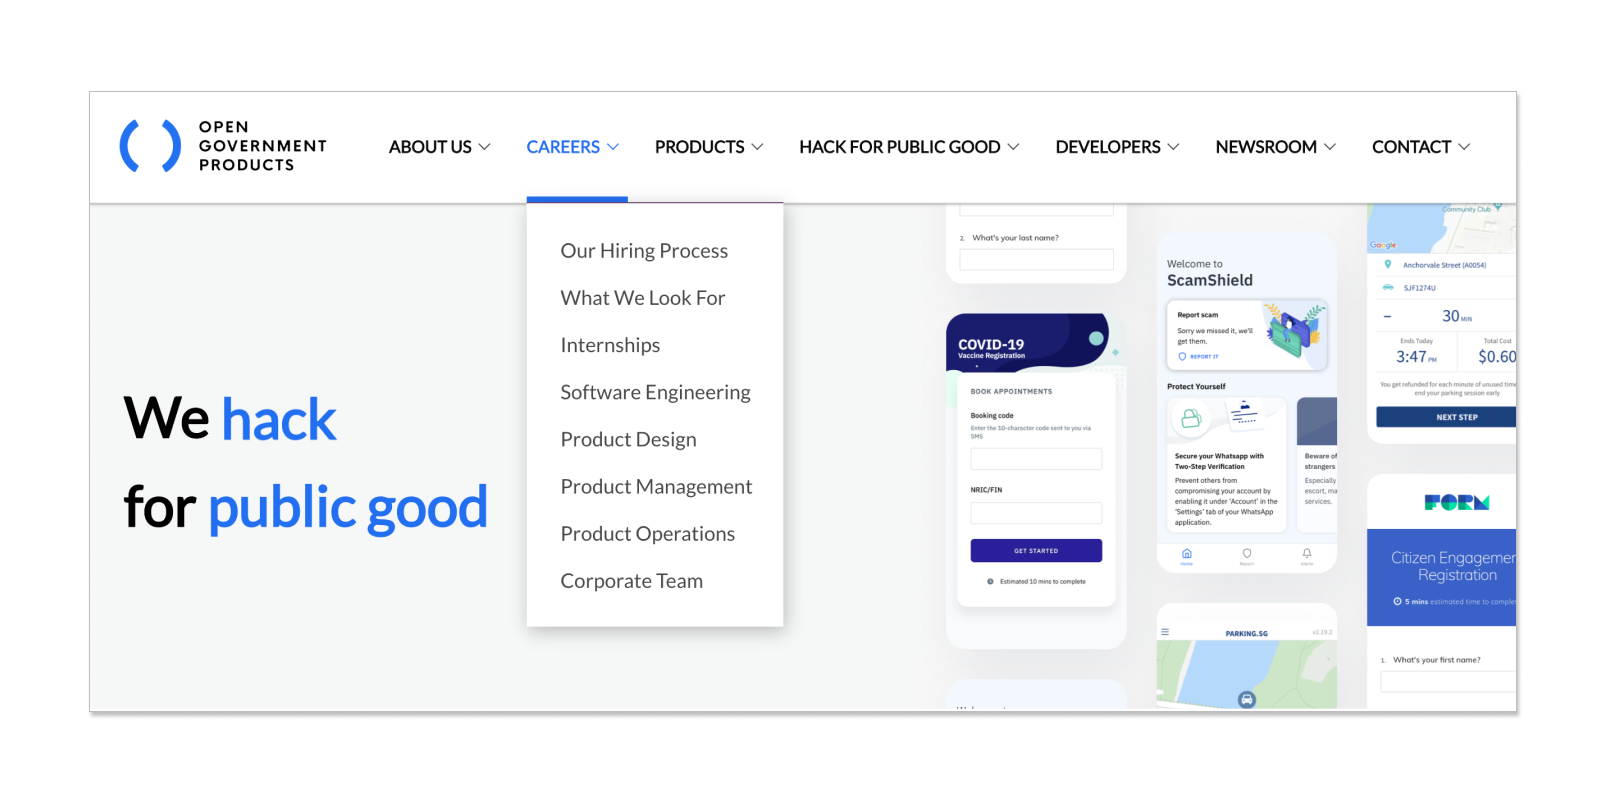 OPEN
GOVERNMENT
PRODUCTS
ABOUT US
CAREERS
PRODUCTS
HACK FOR PUBLIC GOOD
DEVELOPERS
NEWSROOM
CONTACT
Our Hiring Process
What We Look For
Internships
Software Engineering
Product Design
Product Management
Product Operations
Corporate Team
We hack
for public good
2. What's your last name?
COVID-19
Vaccine Registration
BOOK APPOINTMENTS
Booking code
Enter the 10-character code sent to you via
SMS
NRIC/FIN
GET STARTED
Estimated 10 mins to complete
Welcome to
ScamShield
Report scam
Sorry we missed it, we'll
get them.
REPORT IT
Protect Yourself
Secure your Whatsapp with
Two-Step Verification
Prevent others from
compromising your account by
enabling it under 'Account' in the
'Settings' tab of your WhatsApp
application.
Beware of
strangers
Especially
escort, ma
services.
Home
Report
Alerts
PARKING.SG
v2.19.2
Community Club
Google
Anchorvale Street (A0054)
SJF1274U
30 MIN
Ends Today
3:47 PM
Total Cost
$0.60
You get refunded for each minute of unused time
end your parking session early
NEXT STEP
FORM
Citizen Engagemen
Registration
5 mins estimated time to complet
1. What's your first name?